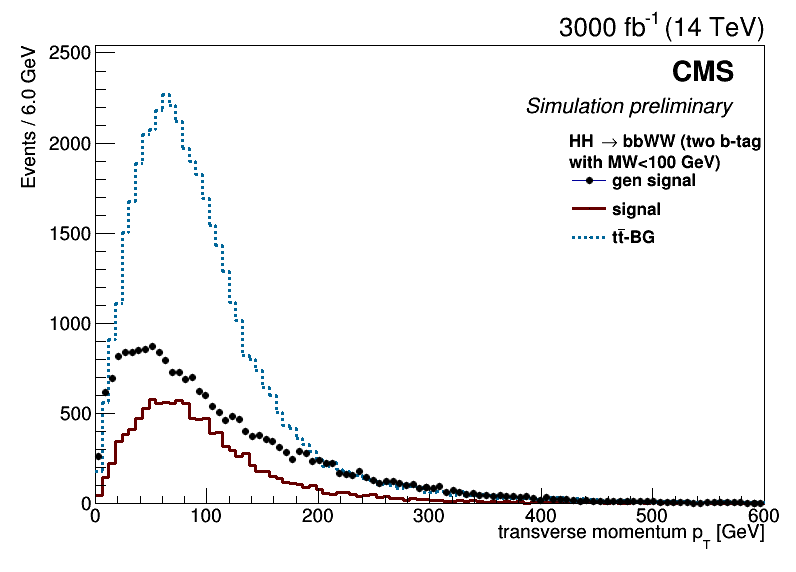 3000 fb⁻¹ (14 TeV)
CMS
Simulation preliminary
HH → bbWW (two b-tag
with MW<100 GeV)
gen signal
signal
tt̄-BG
Events / 6.0 GeV
2500
2000
1500
1000
500
0
0 100 200 300 400 500 600
transverse momentum p_T [GeV]